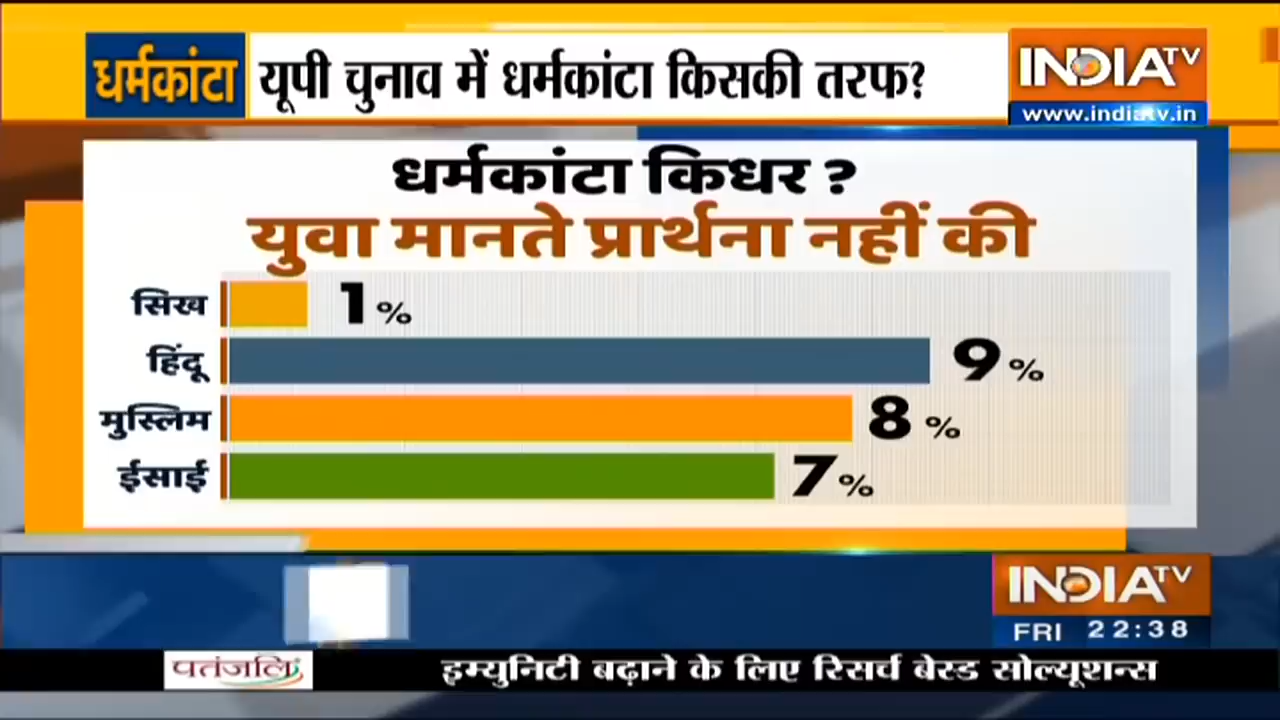 धर्मकांटा
यूपी चुनाव में धर्मकांटा किसकी तरफ?
INDIA TV
www.indiatv.in
धर्मकांटा किधर ?
युवा मानते प्रार्थना नहीं की
सिख 1 %
हिंदू 9 %
मुस्लिम 8 %
ईसाई 7 %
INDIA TV
FRI 22:38
पतंजलि
इम्युनिटी बढ़ाने के लिए रिसर्च बेस्ड सोल्यूशन्स